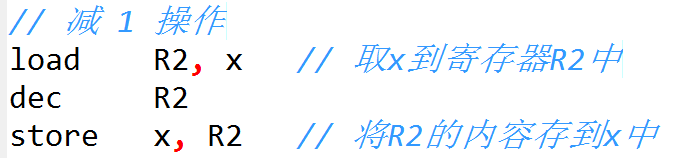 // 减 1 操作
load R2, x // 取x到寄存器R2中
dec R2
store x, R2 // 将R2的内容存到x中